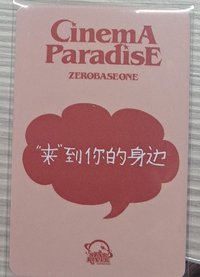 CinemA
ParadisE
ZEROBASEONE
“来”到你的身边